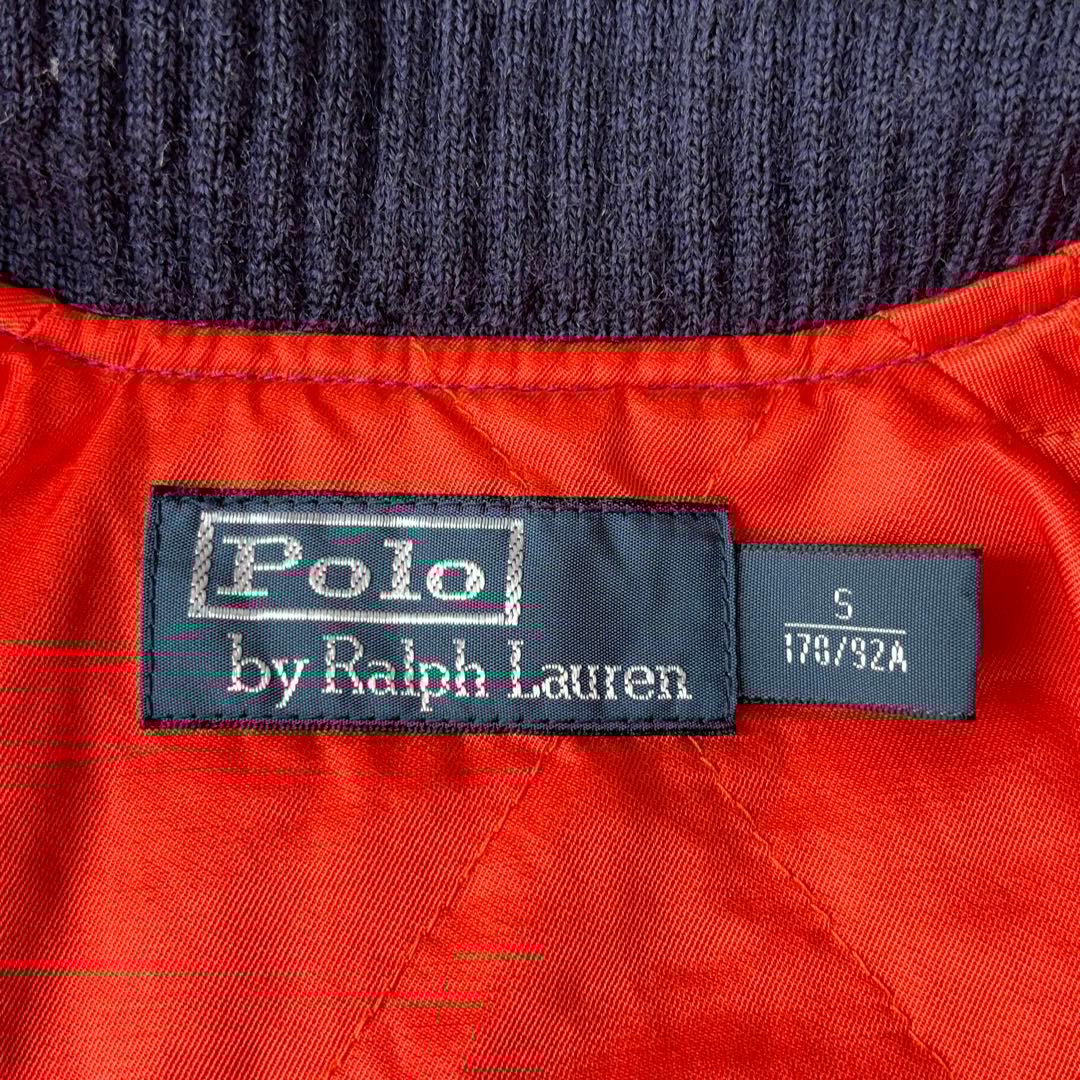 Polo
by Ralph Lauren
S
170/92A